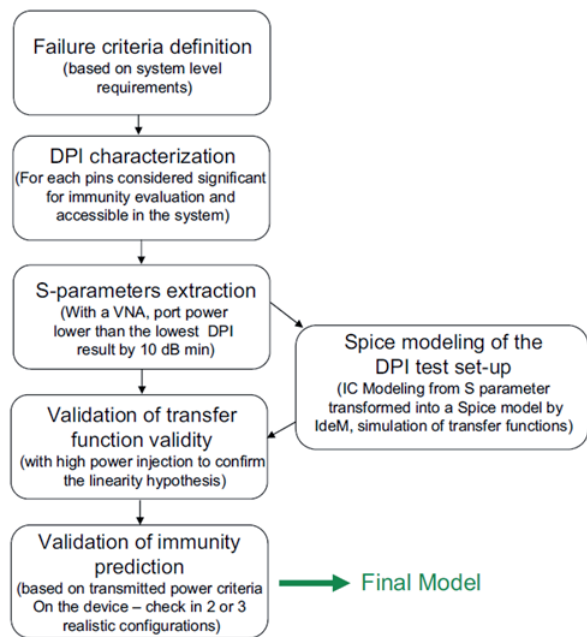 Failure criteria definition
(based on system level
requirements)
DPI characterization
(For each pins considered significant
for immunity evaluation and
accessible in the system)
S-parameters extraction
(With a VNA, port power
lower than the lowest DPI
result by 10 dB min)
Spice modeling of the
DPI test set-up
(IC Modeling from S parameter
transformed into a Spice model by
IdeM, simulation of transfer functions)
Validation of transfer
function validity
(with high power injection to confirm
the linearity hypothesis)
Validation of immunity
prediction
(based on transmitted power criteria
On the device – check in 2 or 3
realistic configurations)
Final Model